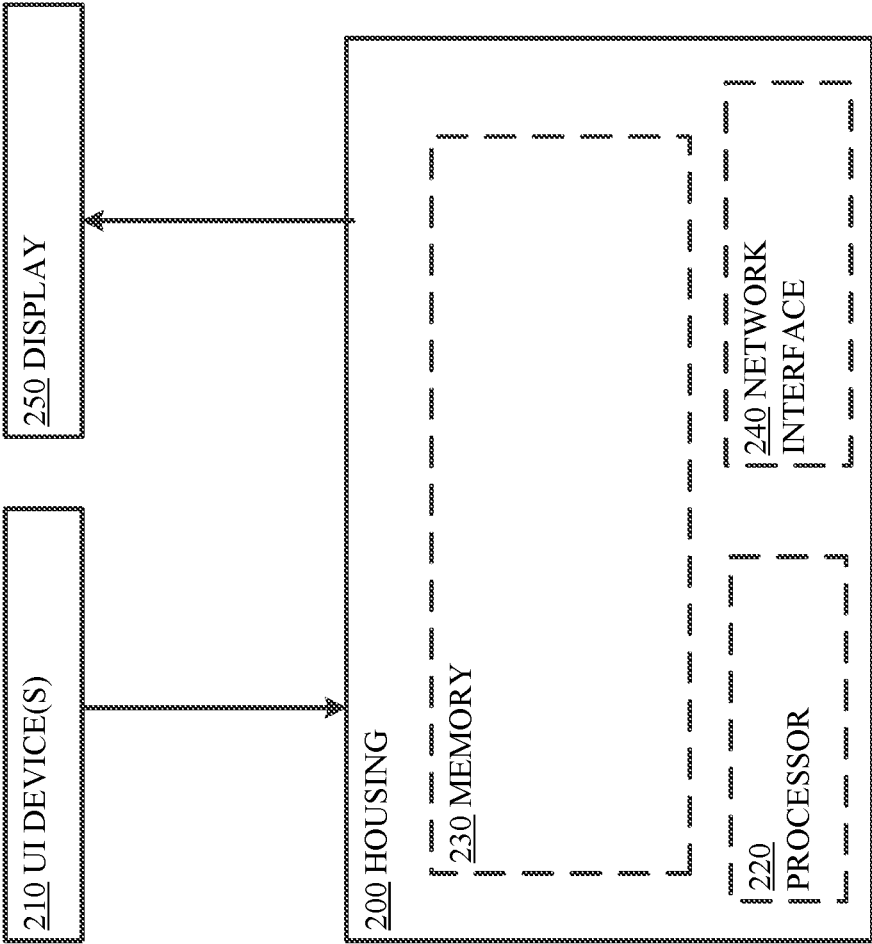 210 UI DEVICE(S)
250 DISPLAY
200 HOUSING
230 MEMORY
220
PROCESSOR
240 NETWORK
INTERFACE